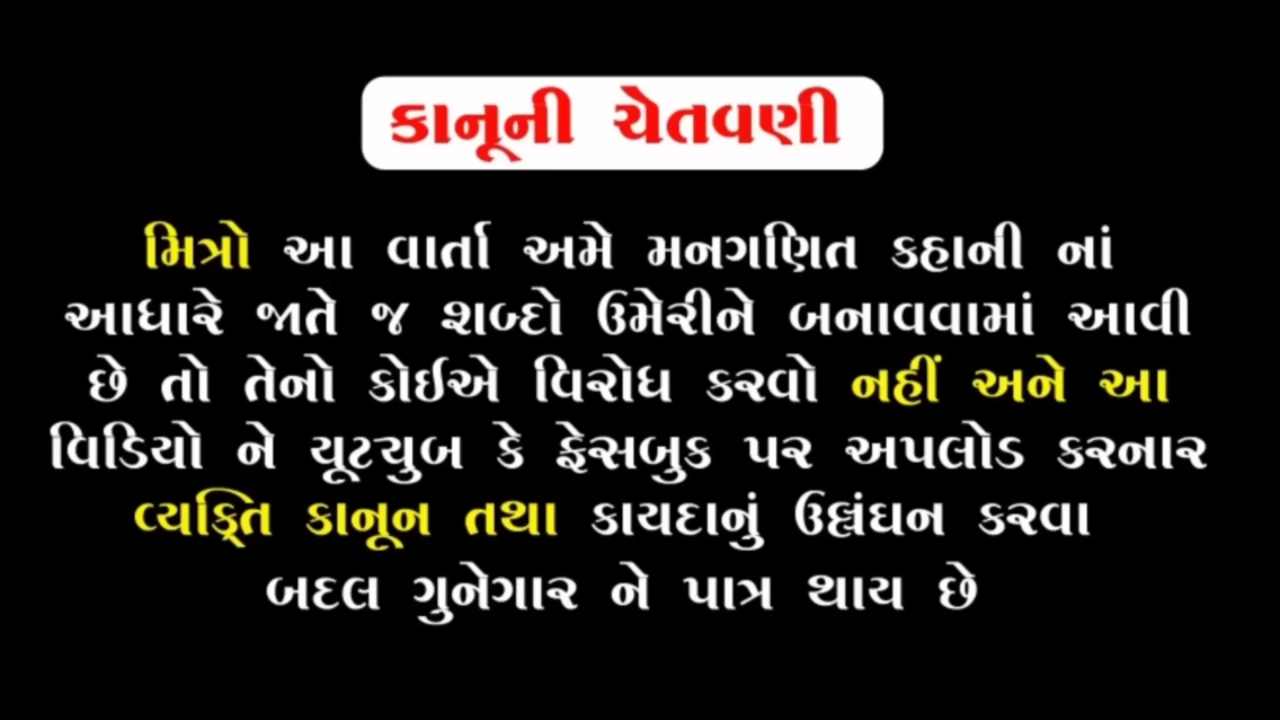 કાનૂની ચેતવણી
મિત્રો આ વાર્તા અમે મનગણિત કહાની નાં
આધારે જાતે જ શબ્દો ઉમેરીને બનાવવામાં આવી
છે તો તેનો કોઈએ વિરોધ કરવો નહીં અને આ
વિડિયો ને યૂટ્યુબ કે ફેસબુક પર અપલોડ કરનાર
વ્યક્તિ કાનૂન તથા કાયદાનું ઉલ્લંઘન કરવા
બદલ ગુનેગાર ને પાત્ર થાય છે